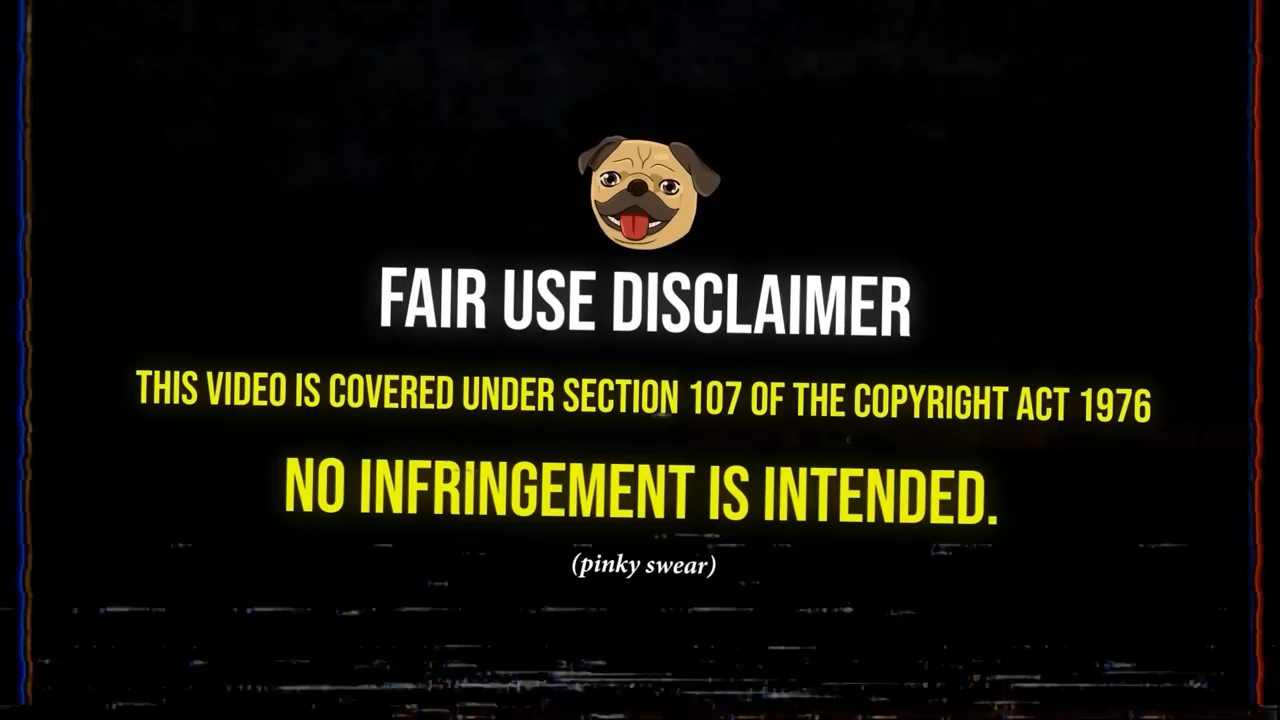 FAIR USE DISCLAIMER
THIS VIDEO IS COVERED UNDER SECTION 107 OF THE COPYRIGHT ACT 1976
NO INFRINGEMENT IS INTENDED.
(pinky swear)